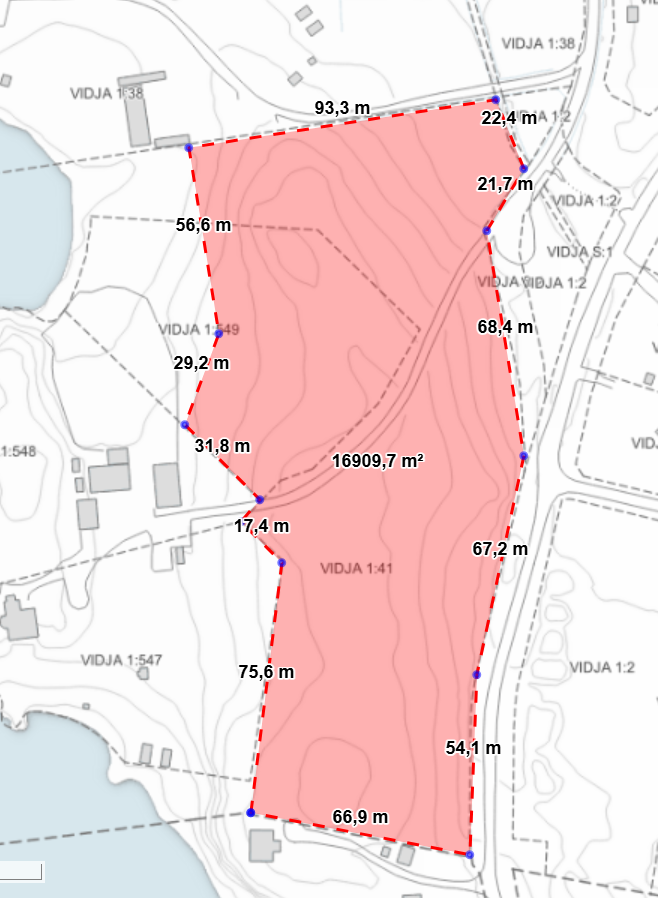 VIDJA 1:38
VIDJA 1:38
93,3 m
22,4 m
1:2
21,7 m
VIDJA 1:2
56,6 m
VIDJA S:1
VIDJA
VIDJA 1:2
68,4 m
VIDJA 1:549
29,2 m
31,8 m
1:548
16909,7 m²
17,4 m
67,2 m
VIDJA 1:41
VIDJA 1:547
VIDJA 1:2
75,6 m
54,1 m
66,9 m